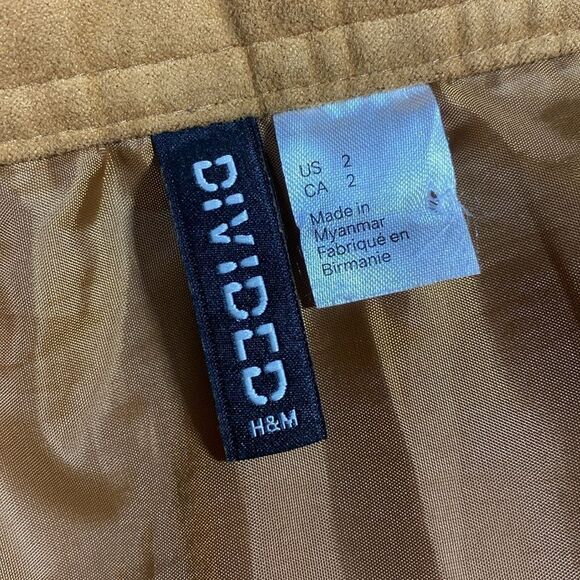 DIVIDED
H&M
US 2
CA 2
Made in
Myanmar
Fabriqué en
Birmanie